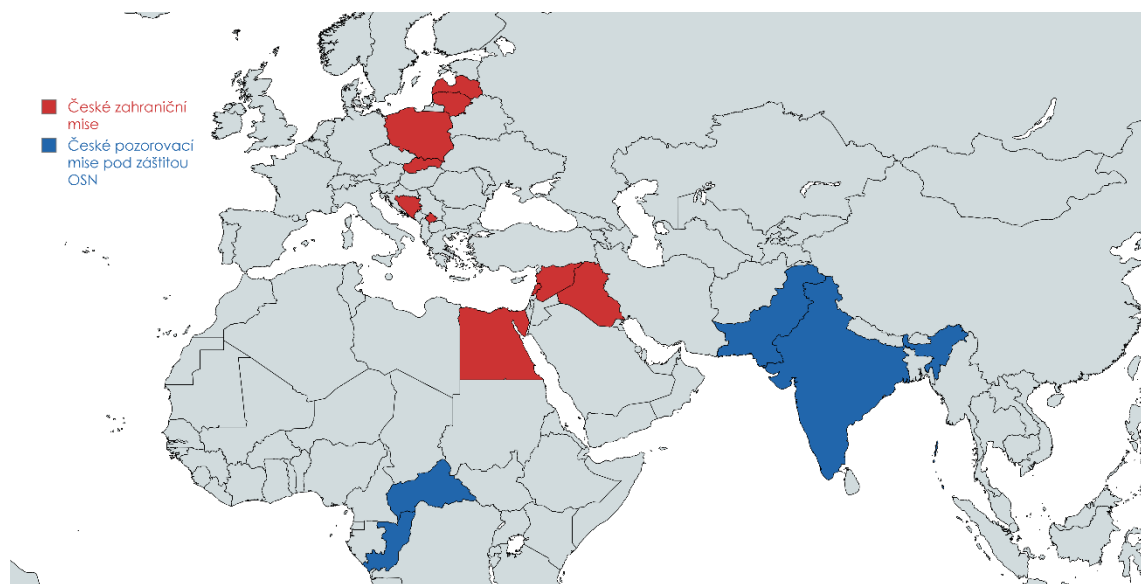 České zahraniční
mise
České pozorovací
mise pod záštitou
OSN